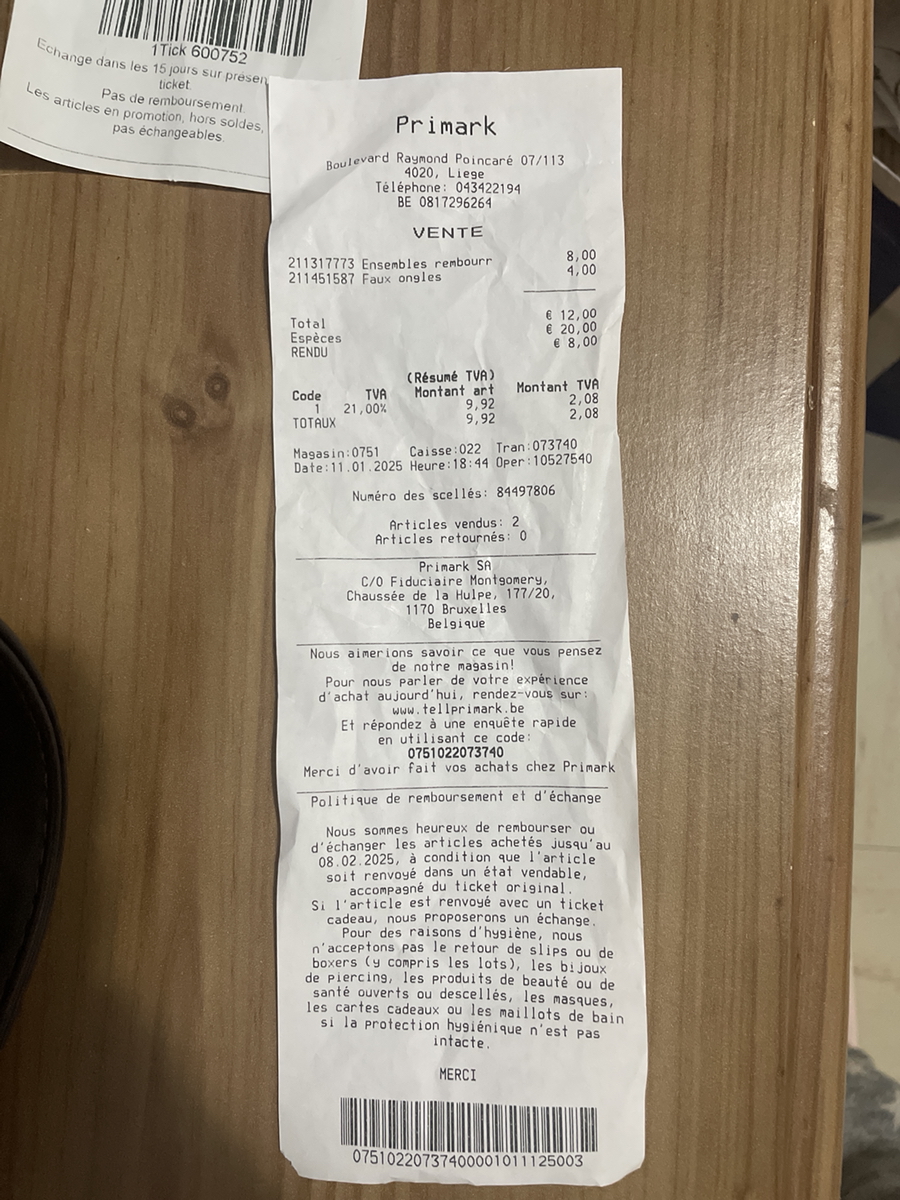 1Tick 600752
Echange dans les 15 jours sur présen
ticket.
Pas de remboursement.
Les articles en promotion, hors soldes,
pas échangeables.
Primark
Boulevard Raymond Poincaré 07/113
4020, Liege
Téléphone: 043422194
BE 0817296264
VENTE
211317773 Ensembles rembourr 8,00
211451587 Faux ongles 4,00
Total € 12,00
Espèces € 20,00
RENDU € 8,00
(Résumé TVA)
Code TVA Montant art Montant TVA
1 21,00% 9,92 2,08
TOTAUX 9,92 2,08
Magasin:0751 Caisse:022 Tran:073740
Date:11.01.2025 Heure:18:44 Oper:10527540
Numéro des scellés: 84497806
Articles vendus: 2
Articles retournés: 0
Primark SA
C/O Fiduciaire Montgomery,
Chaussée de la Hulpe, 177/20,
1170 Bruxelles
Belgique
Nous aimerions savoir ce que vous pensez
de notre magasin!
Pour nous parler de votre expérience
d'achat aujourd'hui, rendez-vous sur:
www.tellprimark.be
Et répondez à une enquête rapide
en utilisant ce code:
0751022073740
Merci d'avoir fait vos achats chez Primark
Politique de remboursement et d'échange
Nous sommes heureux de rembourser ou
d'échanger les articles achetés jusqu'au
08.02.2025, à condition que l'article
soit renvoyé dans un état vendable,
accompagné du ticket original.
Si l'article est renvoyé avec un ticket
cadeau, nous proposerons un échange.
Pour des raisons d'hygiène, nous
n'acceptons pas le retour de slips ou de
boxers (y compris les lots), les bijoux
de piercing, les produits de beauté ou de
santé ouverts ou descellés, les masques,
les cartes cadeaux ou les maillots de bain
si la protection hygiénique n'est pas
intacte.
MERCI
075102207374000001011125003